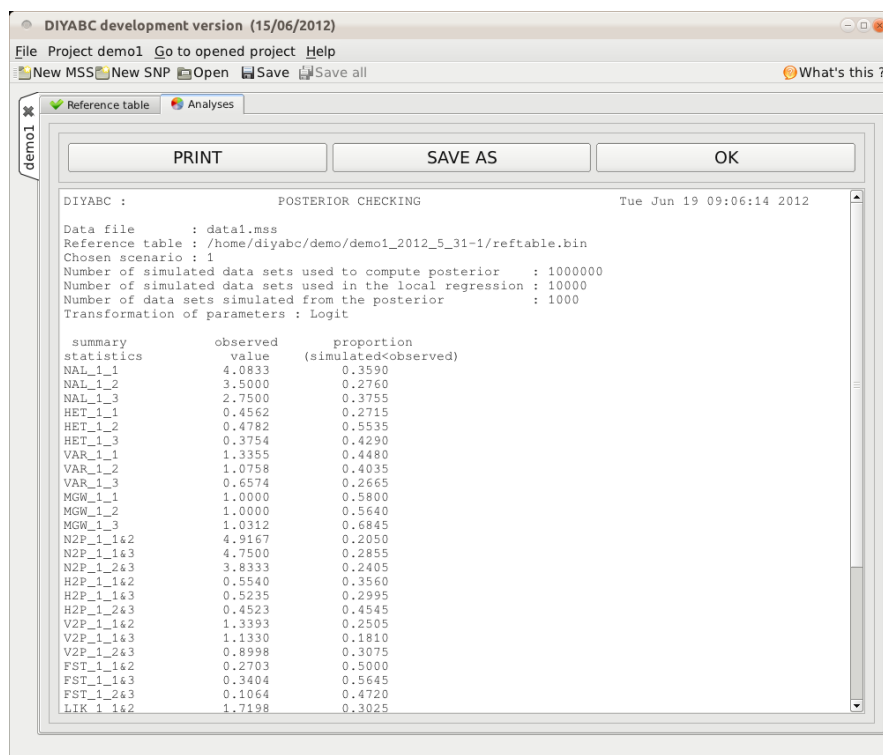 DIYABC development version (15/06/2012)
File Project demo1 Go to opened project Help
New MSS New SNP Open Save Save all What's this ?
Reference table Analyses
demo1
PRINT SAVE AS OK
DIYABC : POSTERIOR CHECKING Tue Jun 19 09:06:14 2012
Data file : data1.mss
Reference table : /home/diyabc/demo/demo1_2012_5_31-1/reftable.bin
Chosen scenario : 1
Number of simulated data sets used to compute posterior : 1000000
Number of simulated data sets used in the local regression : 10000
Number of data sets simulated from the posterior : 1000
Transformation of parameters : Logit
summary observed proportion
statistics value (simulated<observed)
NAL_1_1 4.0833 0.3590
NAL_1_2 3.5000 0.2760
NAL_1_3 2.7500 0.3755
HET_1_1 0.4562 0.2715
HET_1_2 0.4782 0.5535
HET_1_3 0.3754 0.4290
VAR_1_1 1.3355 0.4480
VAR_1_2 1.0758 0.4035
VAR_1_3 0.6574 0.2665
MGW_1_1 1.0000 0.5800
MGW_1_2 1.0000 0.5640
MGW_1_3 1.0312 0.6845
N2P_1_1&2 4.9167 0.2050
N2P_1_1&3 4.7500 0.2855
N2P_1_2&3 3.8333 0.2405
H2P_1_1&2 0.5540 0.3560
H2P_1_1&3 0.5235 0.2995
H2P_1_2&3 0.4523 0.4545
V2P_1_1&2 1.3393 0.2505
V2P_1_1&3 1.1330 0.1810
V2P_1_2&3 0.8998 0.3075
FST_1_1&2 0.2703 0.5000
FST_1_1&3 0.3404 0.5645
FST_1_2&3 0.1064 0.4720
LIK_1_1&2 1.7198 0.3025